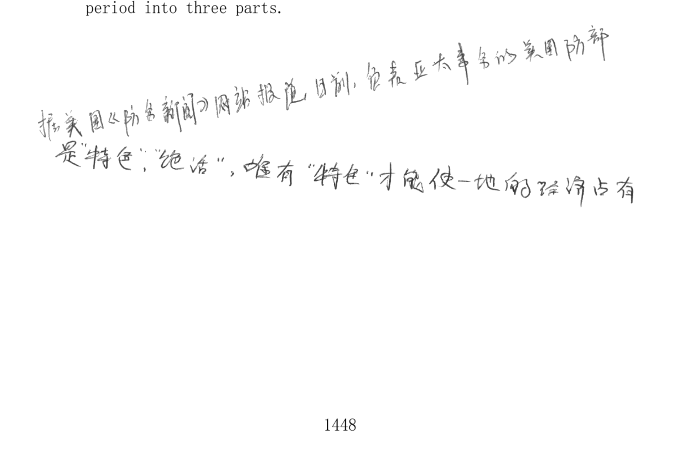 period into three parts.
据美国《防务新闻》网站报道日前,负责亚太事务的美国防部
是"特色","绝活",唯有"特色"才能使一地的经济占有
1448